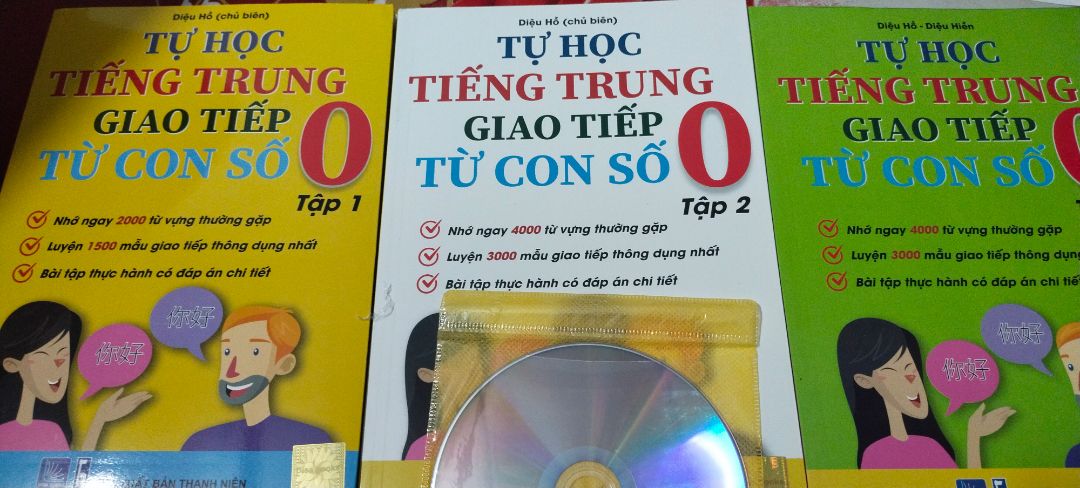 Diệu Hồ (chủ biên)
TỰ HỌC
TIẾNG TRUNG
GIAO TIẾP
TỪ CON SỐ 0
Tập 1
Nhớ ngay 2000 từ vựng thường gặp
Luyện 1500 mẫu giao tiếp thông dụng nhất
Bài tập thực hành có đáp án chi tiết
你好
你好
XUẤT BẢN THANH NIÊN
Diệu Hồ (chủ biên)
TỰ HỌC
TIẾNG TRUNG
GIAO TIẾP
TỪ CON SỐ 0
Tập 2
Nhớ ngay 4000 từ vựng thường gặp
Luyện 3000 mẫu giao tiếp thông dụng nhất
Bài tập thực hành có đáp án chi tiết
Diệu Hồ - Diệu Hiền
TỰ HỌC
TIẾNG TRUNG
GIAO TIẾP
TỪ CON SỐ 0
Nhớ ngay 4000 từ vựng thường gặp
Luyện 3000 mẫu giao tiếp thông dụng
Bài tập thực hành có đáp án chi tiết
你好
你好